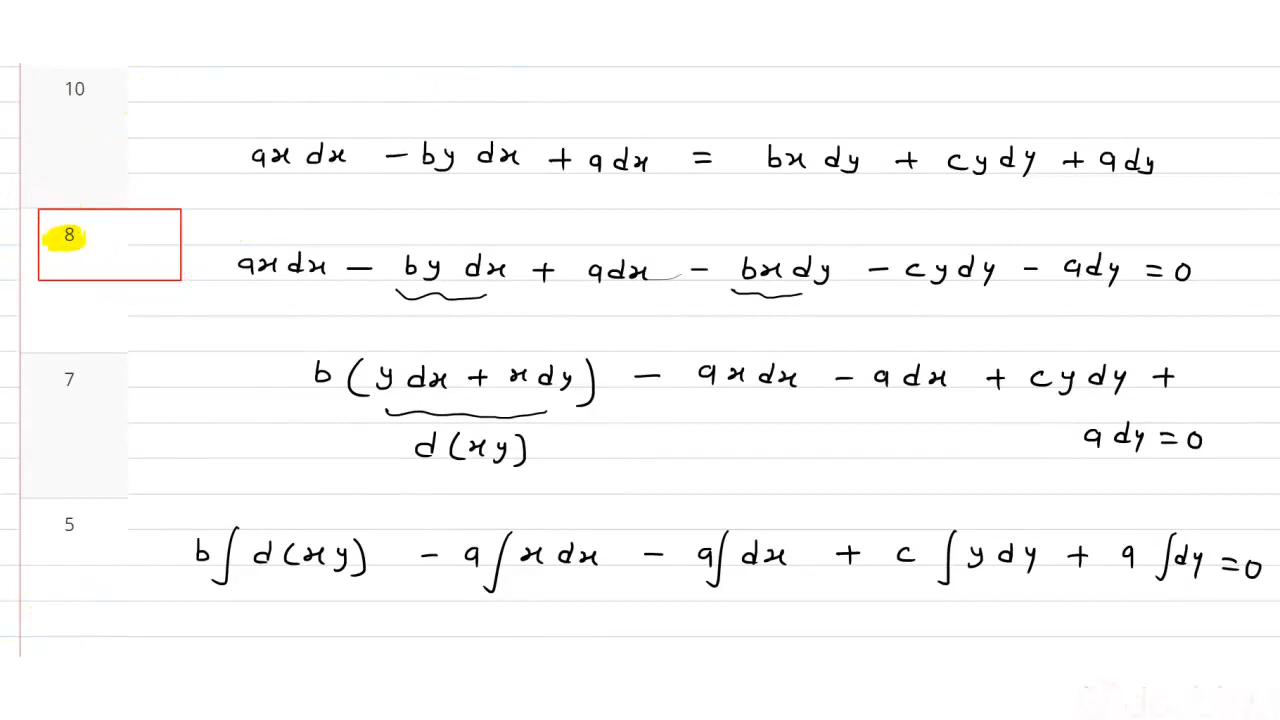 10
ax dx - by dx + a dx = bx dy + cy dy + a dy
8
ax dx - by dx + a dx - bx dy - cy dy - a dy = 0
7
b (y dx + x dy) - ax dx - a dx + cy dy +
d(xy)
a dy = 0
5
b∫d(xy) - a∫x dx - a∫dx + c∫y dy + a∫dy = 0